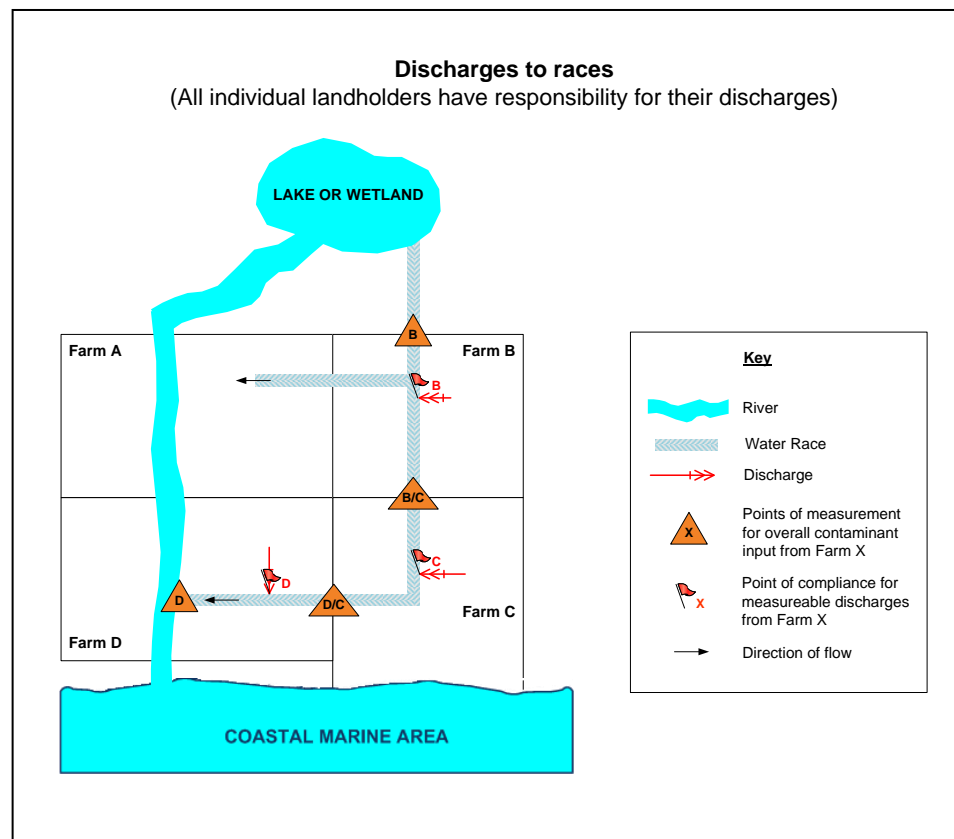 Discharges to races
(All individual landholders have responsibility for their discharges)
LAKE OR WETLAND
B
Farm A
Farm B
B
B/C
C
D
D
D/C
Farm C
Farm D
COASTAL MARINE AREA
Key
River
Water Race
Discharge
X
Points of measurement
for overall contaminant
input from Farm X
X
Point of compliance for
measureable discharges
from Farm X
Direction of flow